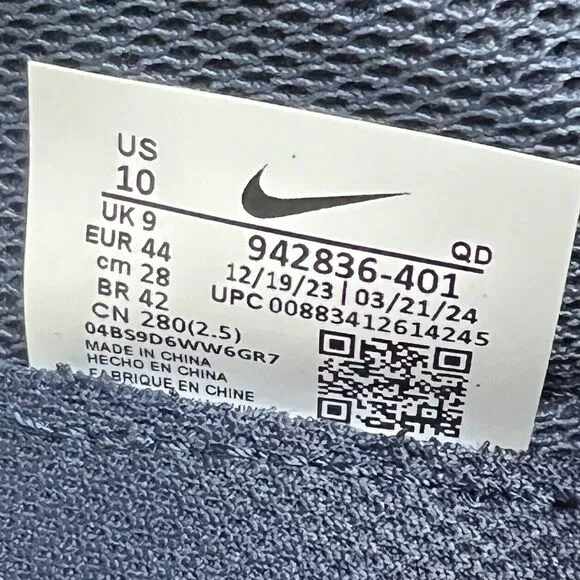 US
10
UK 9
EUR 44
cm 28
BR 42
CN 280(2.5)
04BS9D6WW6GR7
MADE IN CHINA
HECHO EN CHINA
FABRIQUE EN CHINE
QD
942836-401
12/19/23 | 03/21/24
UPC 00883412614245